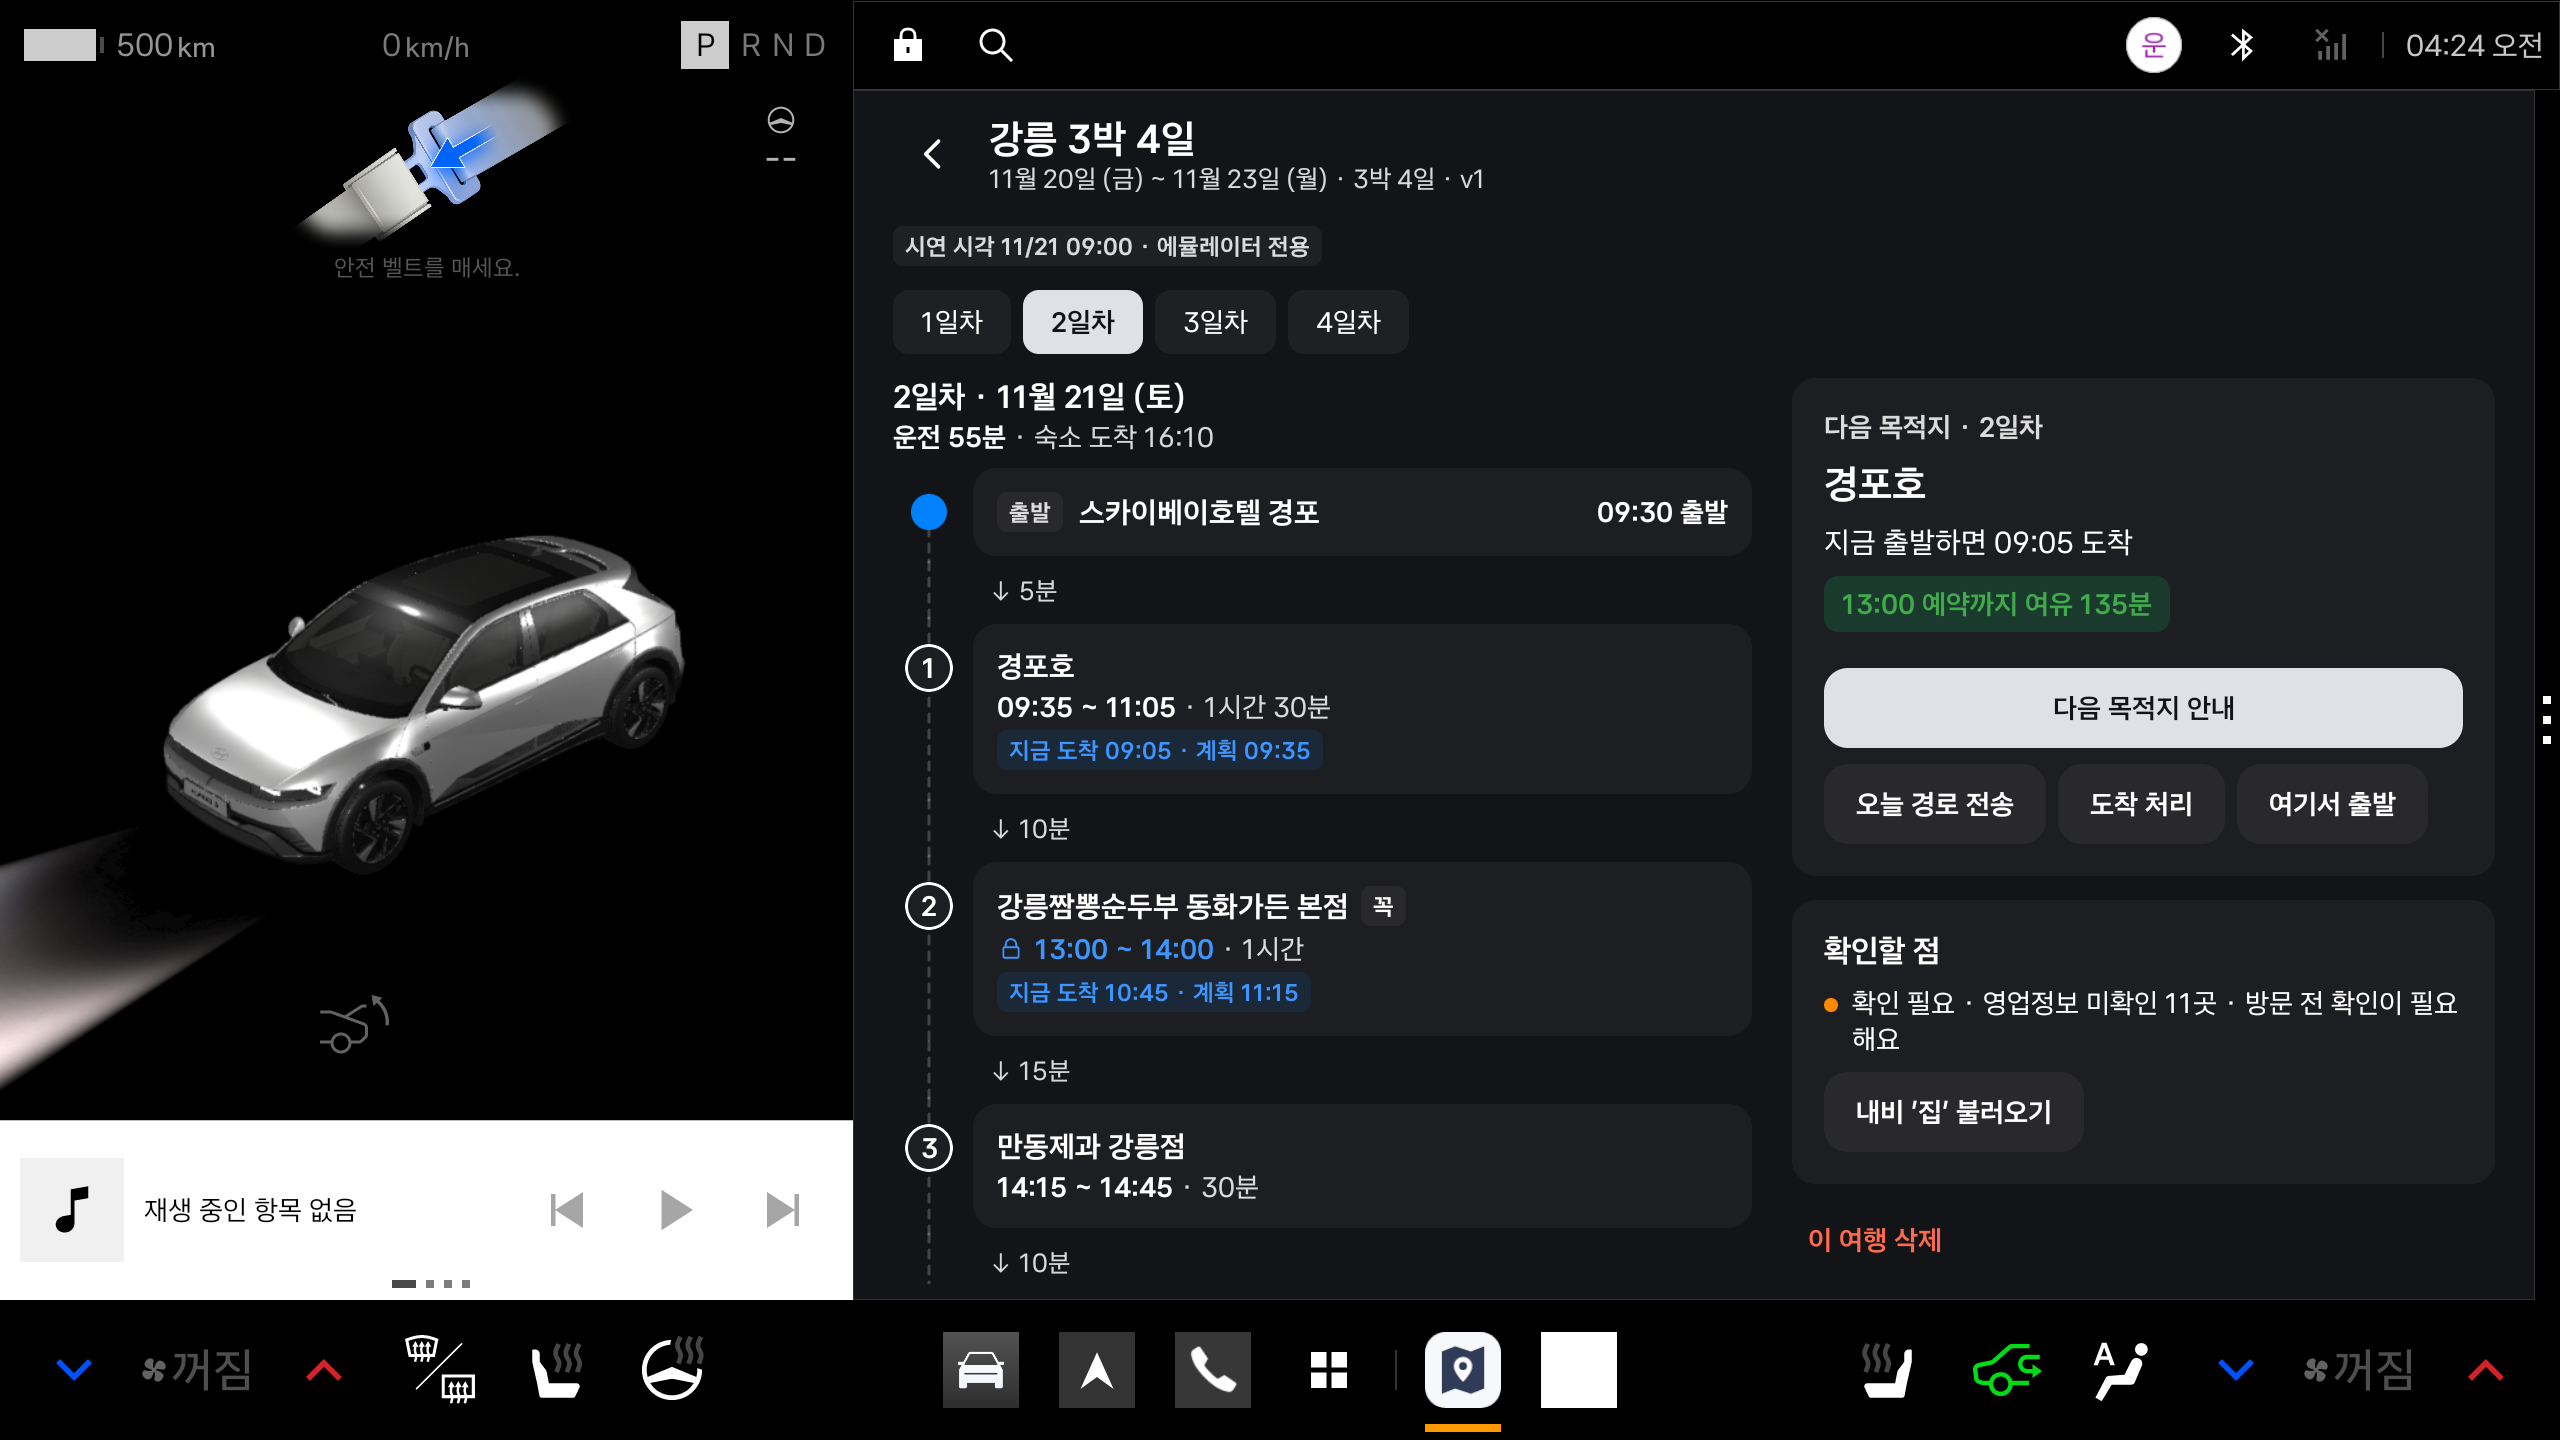 500 km
0 km/h
P R N D
운
04:24 오전
안전 벨트를 매세요.
--
강릉 3박 4일
11월 20일 (금) ~ 11월 23일 (월) · 3박 4일 · v1
시연 시각 11/21 09:00 · 에뮬레이터 전용
1일차
2일차
3일차
4일차
2일차 · 11월 21일 (토)
운전 55분 · 숙소 도착 16:10
출발 스카이베이호텔 경포 09:30 출발
↓ 5분
1
경포호
09:35 ~ 11:05 · 1시간 30분
지금 도착 09:05 · 계획 09:35
↓ 10분
2
강릉짬뽕순두부 동화가든 본점 꼭
13:00 ~ 14:00 · 1시간
지금 도착 10:45 · 계획 11:15
↓ 15분
3
만동제과 강릉점
14:15 ~ 14:45 · 30분
↓ 10분
다음 목적지 · 2일차
경포호
지금 출발하면 09:05 도착
13:00 예약까지 여유 135분
다음 목적지 안내
오늘 경로 전송
도착 처리
여기서 출발
확인할 점
확인 필요 · 영업정보 미확인 11곳 · 방문 전 확인이 필요
해요
내비 '집' 불러오기
이 여행 삭제
재생 중인 항목 없음
꺼짐
A
꺼짐